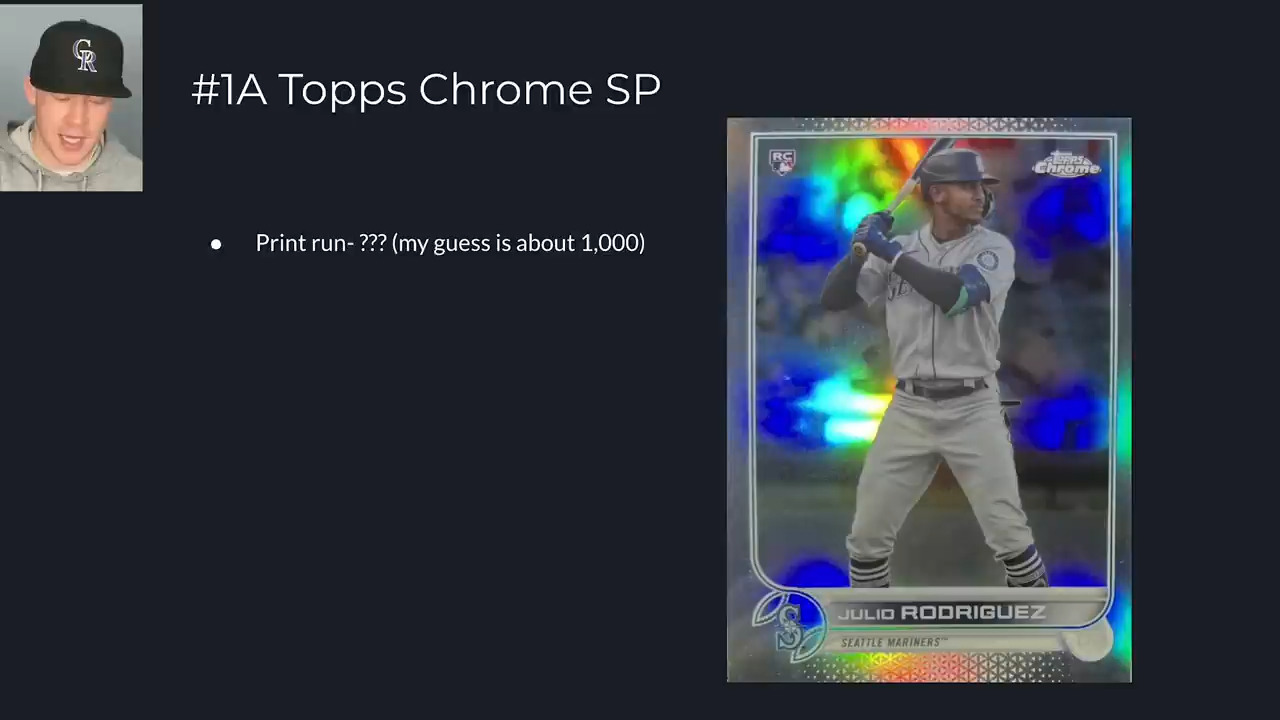 #1A Topps Chrome SP
● Print run- ??? (my guess is about 1,000)
CR
RC
TOPPS
Chrome
S
JULIO RODRIGUEZ
SEATTLE MARINERS™